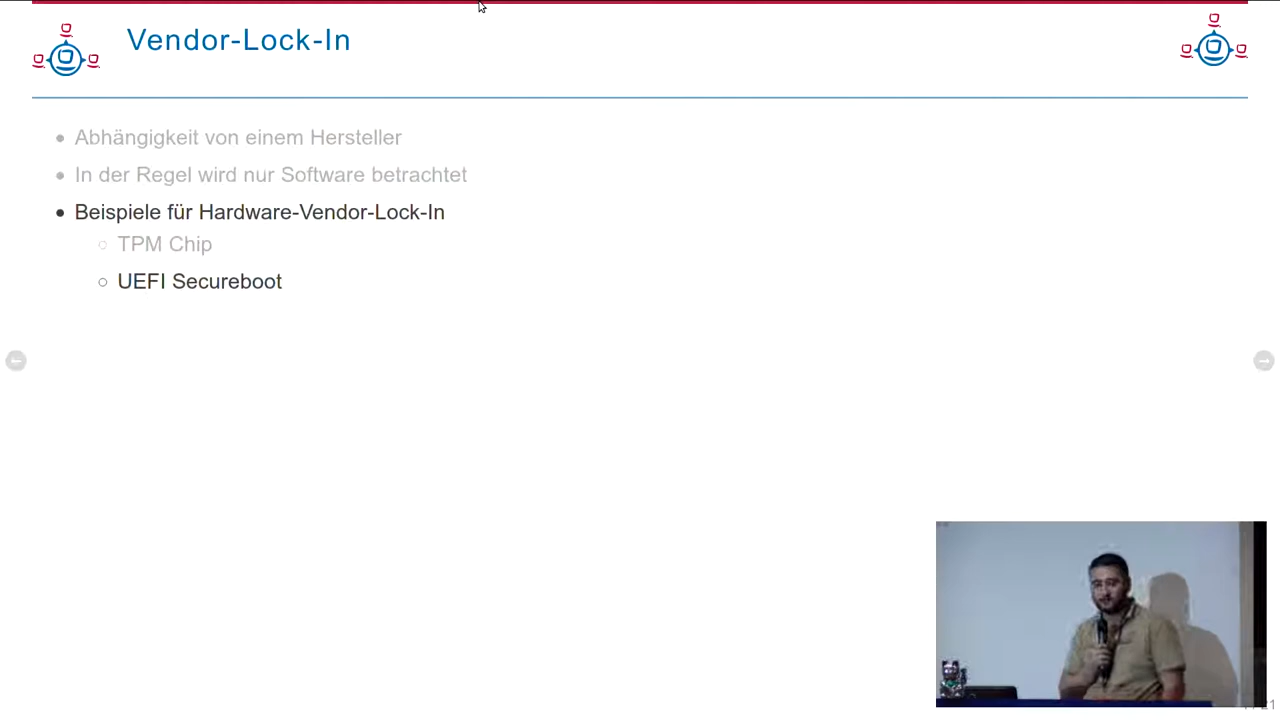 Vendor-Lock-In
Abhängigkeit von einem Hersteller
In der Regel wird nur Software betrachtet
Beispiele für Hardware-Vendor-Lock-In
TPM Chip
UEFI Secureboot